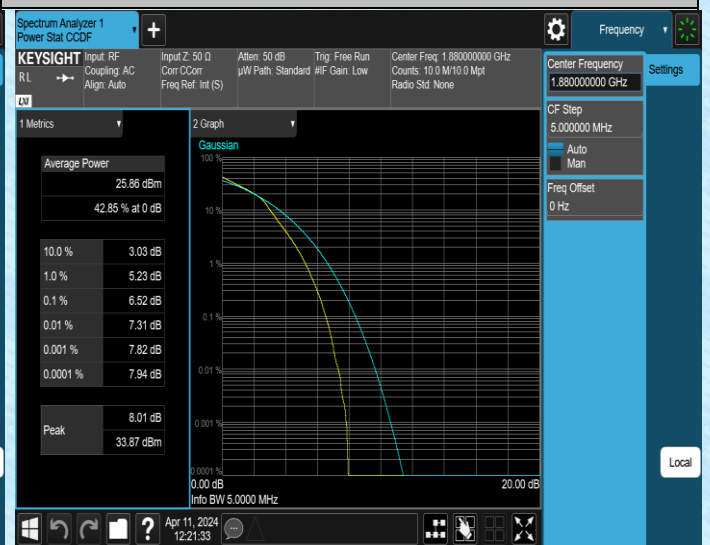 Spectrum Analyzer 1
Power Stat CCDF
Frequency
KEYSIGHT
Input: RF
Coupling: AC
Align: Auto
Input Z: 50 Ω
Corr CCorr
Freq Ref: Int (S)
Atten: 50 dB
µW Path: Standard
Trig: Free Run
#IF Gain: Low
Center Freq: 1.880000000 GHz
Counts: 10.0 M/10.0 Mpt
Radio Std: None
RL
LXI
Center Frequency
1.880000000 GHz
Settings
CF Step
5.000000 MHz
Auto
Man
Freq Offset
0 Hz
1 Metrics
Average Power
25.86 dBm
42.85 % at 0 dB
10.0 % 3.03 dB
1.0 % 5.23 dB
0.1 % 6.52 dB
0.01 % 7.31 dB
0.001 % 7.82 dB
0.0001 % 7.94 dB
Peak
8.01 dB
33.87 dBm
2 Graph
Gaussian
100 %
10 %
1 %
0.1 %
0.01 %
0.001 %
0.0001 %
0.00 dB
20.00 dB
Info BW 5.0000 MHz
Local
?
Apr 11, 2024
12:21:33